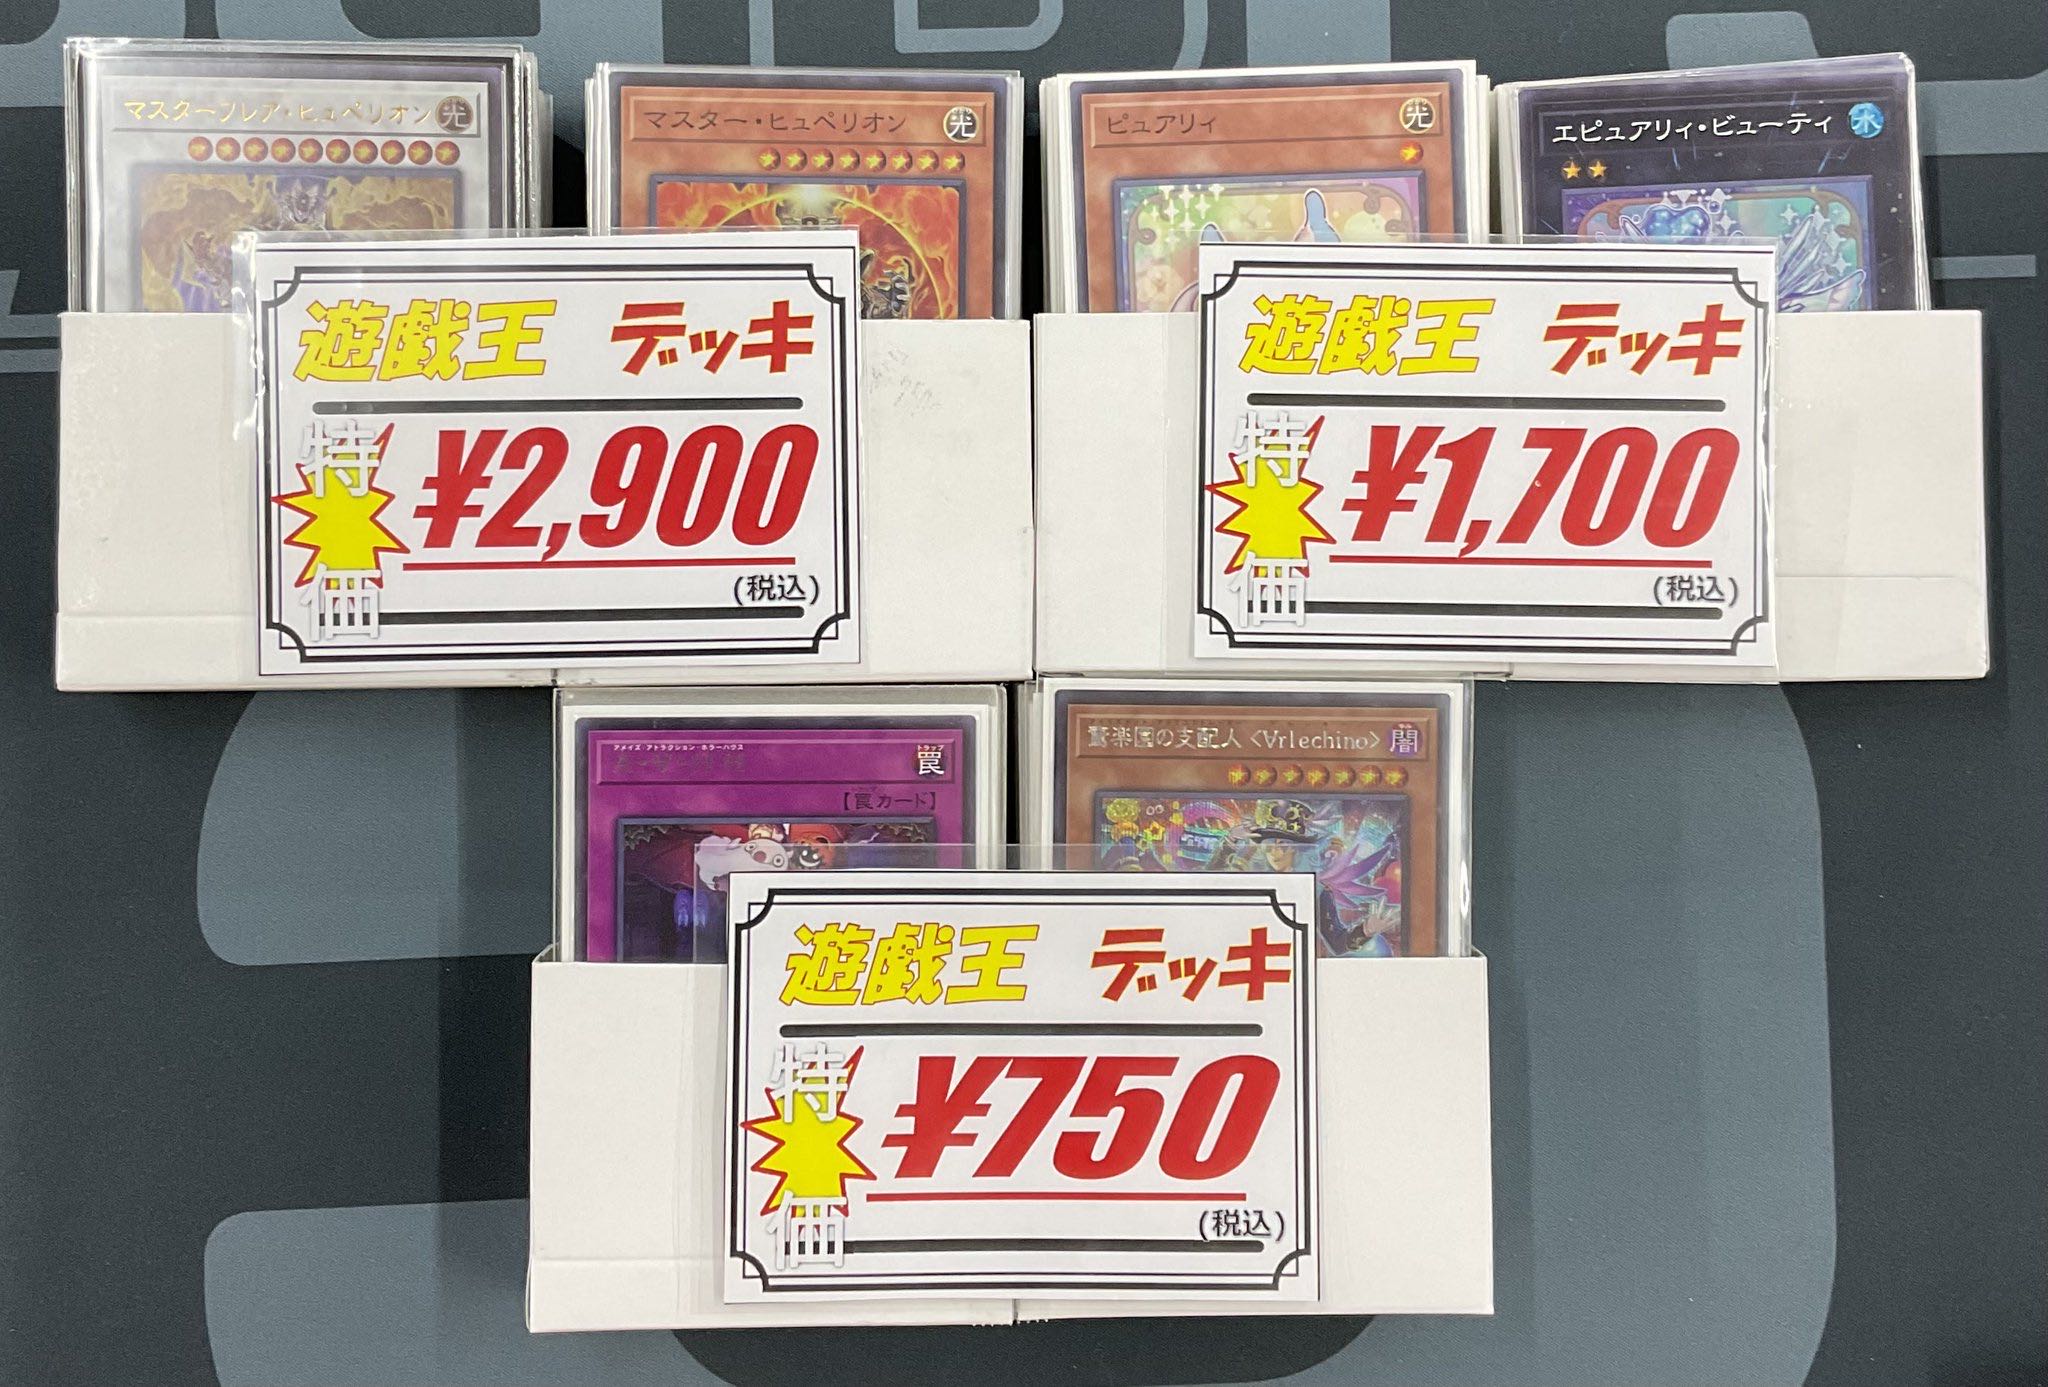 マスターフレア・ヒュペリオン 光
マスター・ヒュペリオン 光
ピュアリィ 光
エピュアリィ・ビューティ 水
遊戯王 デッキ
特価 ¥2,900
(税込)
遊戯王 デッキ
特価 ¥1,700
(税込)
アメイズ・アトラクション・ホラーハウス
トラップ
罠
【罠カード】
驚楽園の支配人 <∀rlechino> 闇
遊戯王 デッキ
特価 ¥750
(税込)